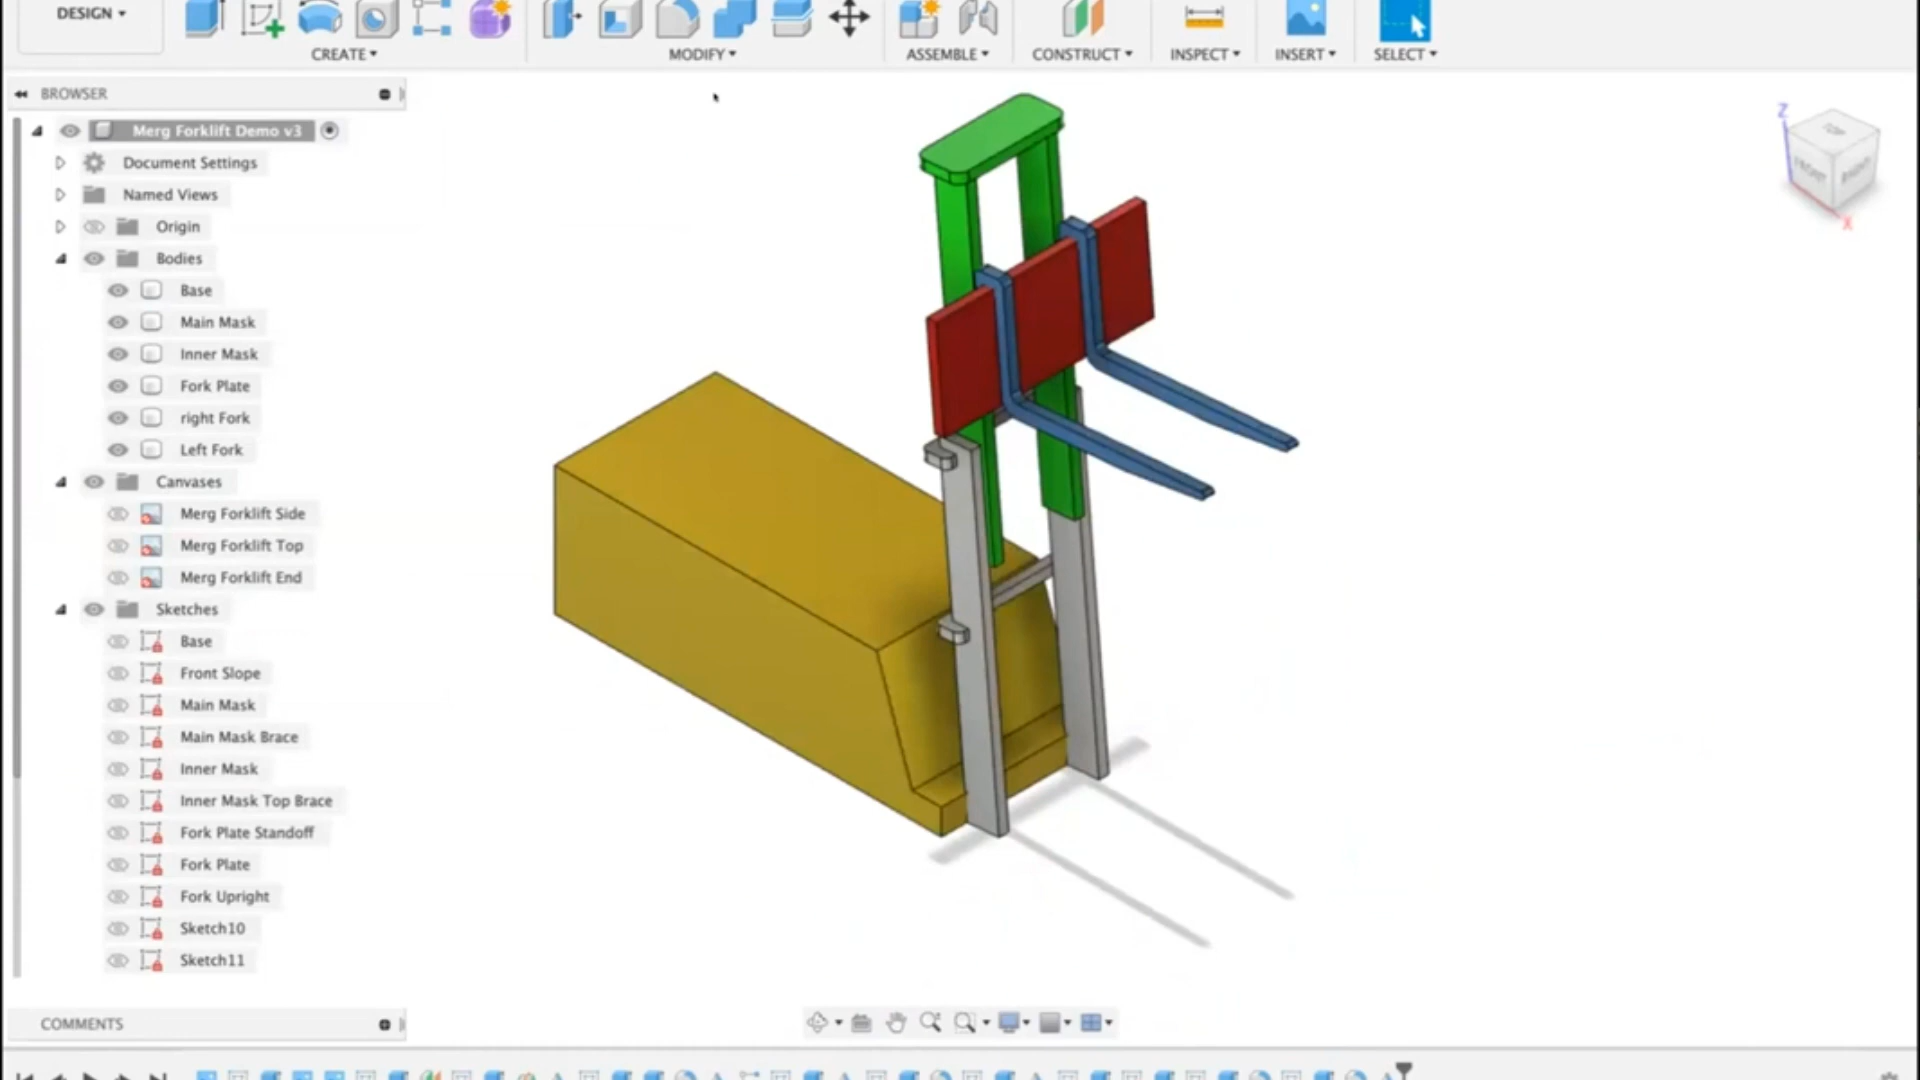 DESIGN
CREATE
MODIFY
ASSEMBLE
CONSTRUCT
INSPECT
INSERT
SELECT
BROWSER
Merg Forklift Demo v3
Document Settings
Named Views
Origin
Bodies
Base
Main Mask
Inner Mask
Fork Plate
right Fork
Left Fork
Canvases
Merg Forklift Side
Merg Forklift Top
Merg Forklift End
Sketches
Base
Front Slope
Main Mask
Main Mask Brace
Inner Mask
Inner Mask Top Brace
Fork Plate Standoff
Fork Plate
Fork Upright
Sketch10
Sketch11
COMMENTS
Z
TOP
FRONT
RIGHT
X